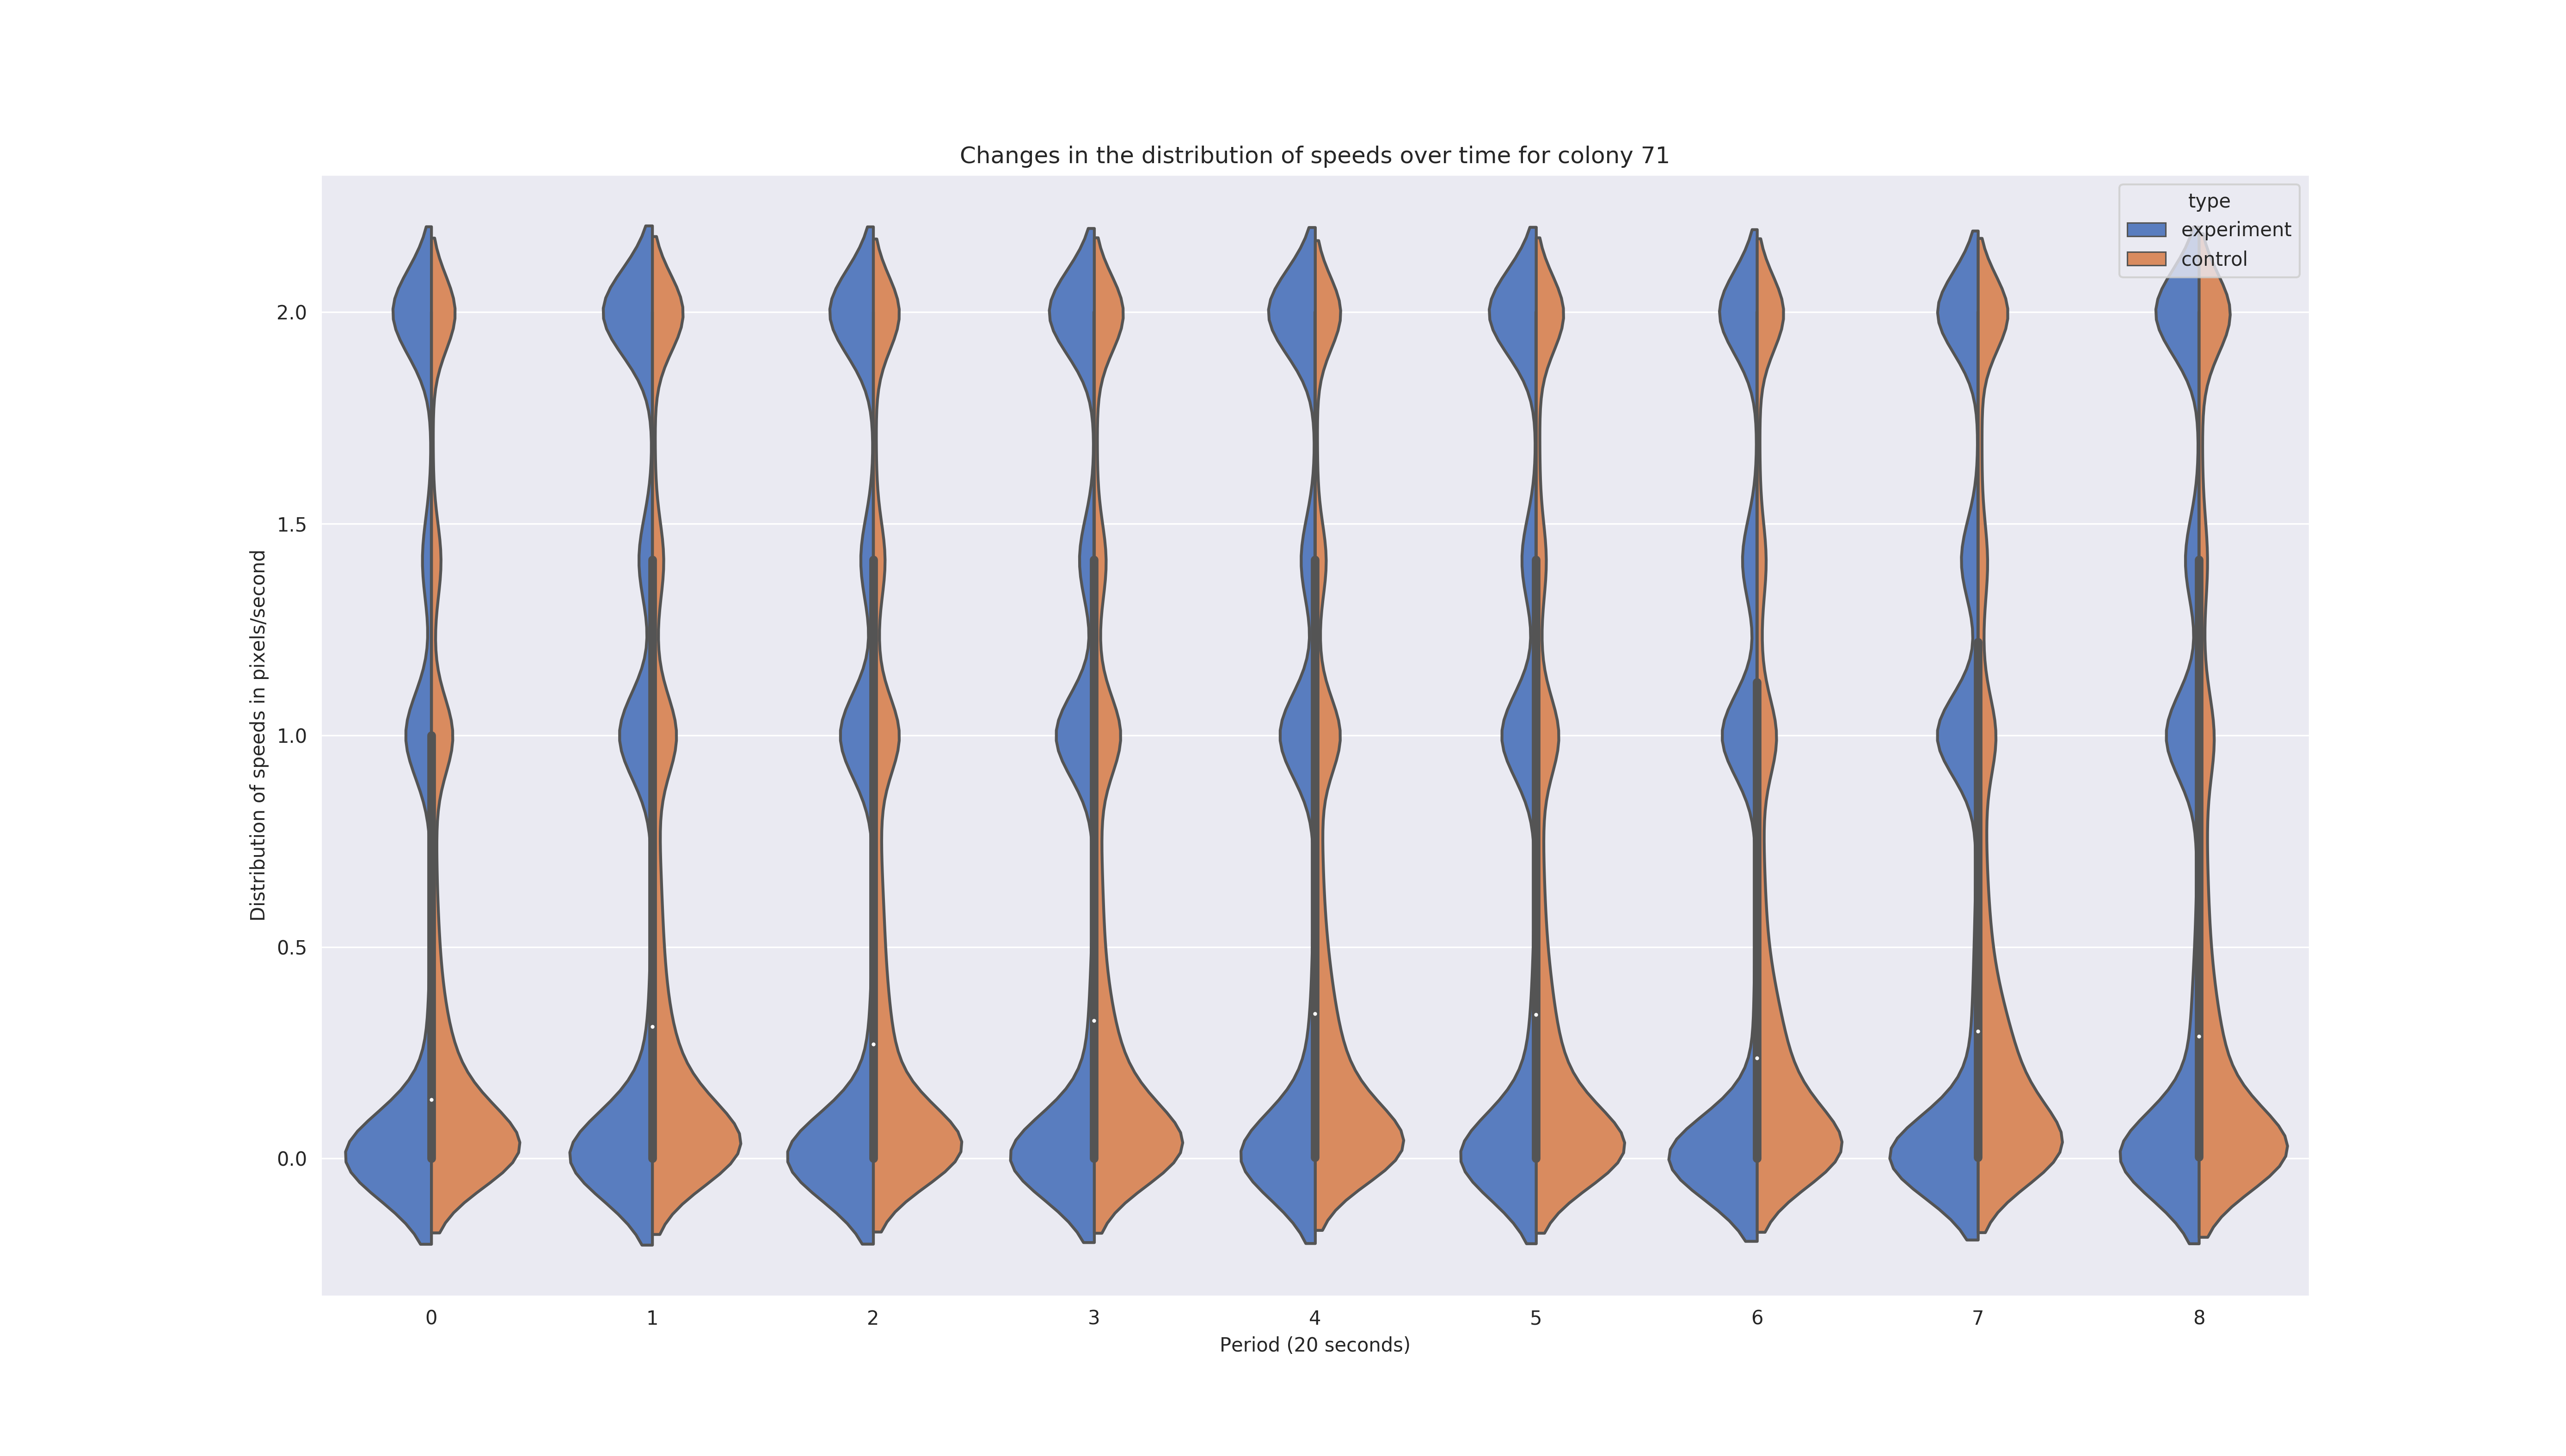 Changes in the distribution of speeds over time for colony 71
type
experiment
control
Distribution of speeds in pixels/second
2.0
1.5
1.0
0.5
0.0
0 1 2 3 4 5 6 7 8
Period (20 seconds)